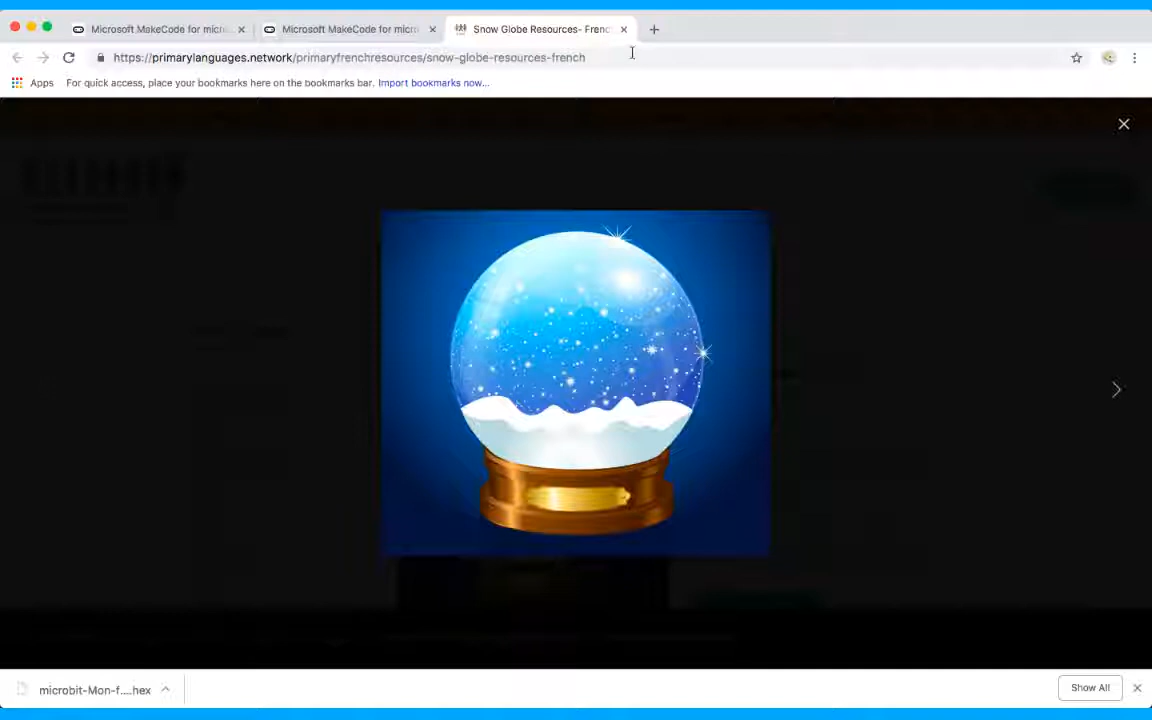 Microsoft MakeCode for micro
Microsoft MakeCode for micro
Snow Globe Resources- Frenc
https://primarylanguages.network/primaryfrenchresources/snow-globe-resources-french
Apps
For quick access, place your bookmarks here on the bookmarks bar. Import bookmarks now...
microbit-Mon-f....hex
Show All